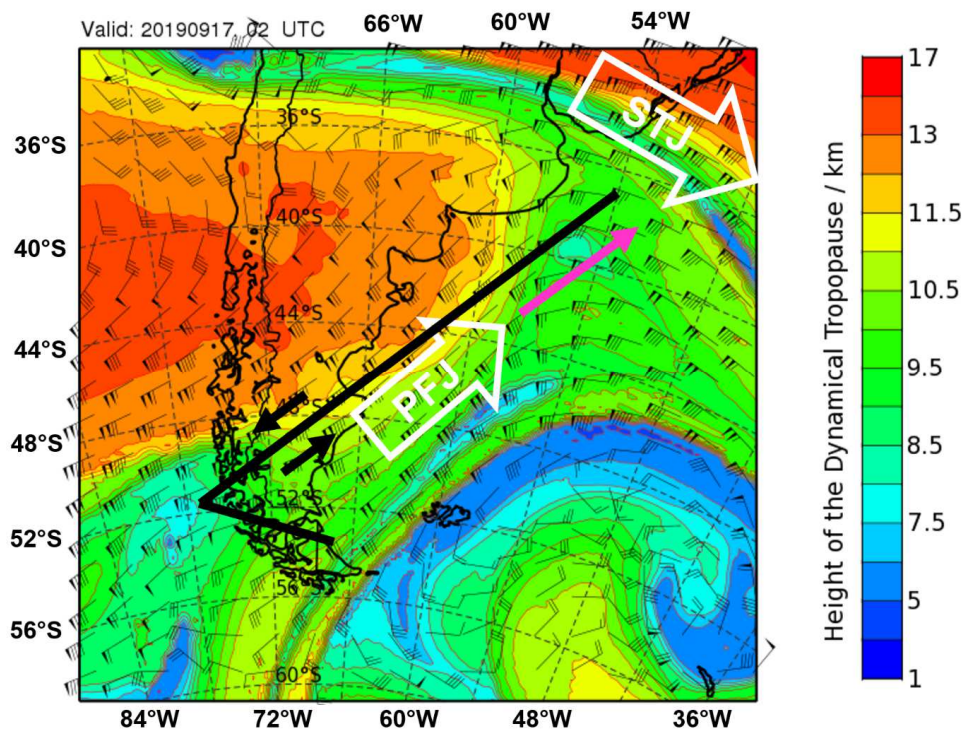 Valid: 20190917, 02 UTC
66°W 60°W 54°W
17
13
11.5
10.5
9.5
8.5
7.5
5
1
Height of the Dynamical Tropopause / km
36°S
40°S
44°S
48°S
52°S
56°S
36°S
40°S
44°S
52°S
60°S
STJ
PFJ
84°W 72°W 60°W 48°W 36°W